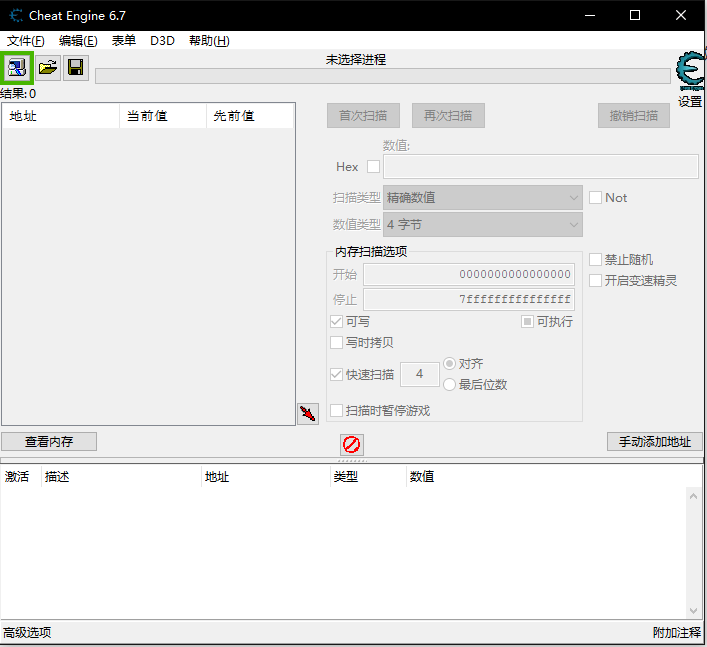 Cheat Engine 6.7
文件(F) 编辑(E) 表单 D3D 帮助(H)
未选择进程
设置
结果: 0
地址 当前值 先前值
首次扫描 再次扫描 撤销扫描
数值:
Hex
扫描类型 精确数值 Not
数值类型 4 字节
内存扫描选项
开始 0000000000000000
停止 7fffffffffffffff
禁止随机
开启变速精灵
可写 可执行
写时拷贝
快速扫描 4 对齐
最后位数
扫描时暂停游戏
查看内存 手动添加地址
激活 描述 地址 类型 数值
高级选项 附加注释